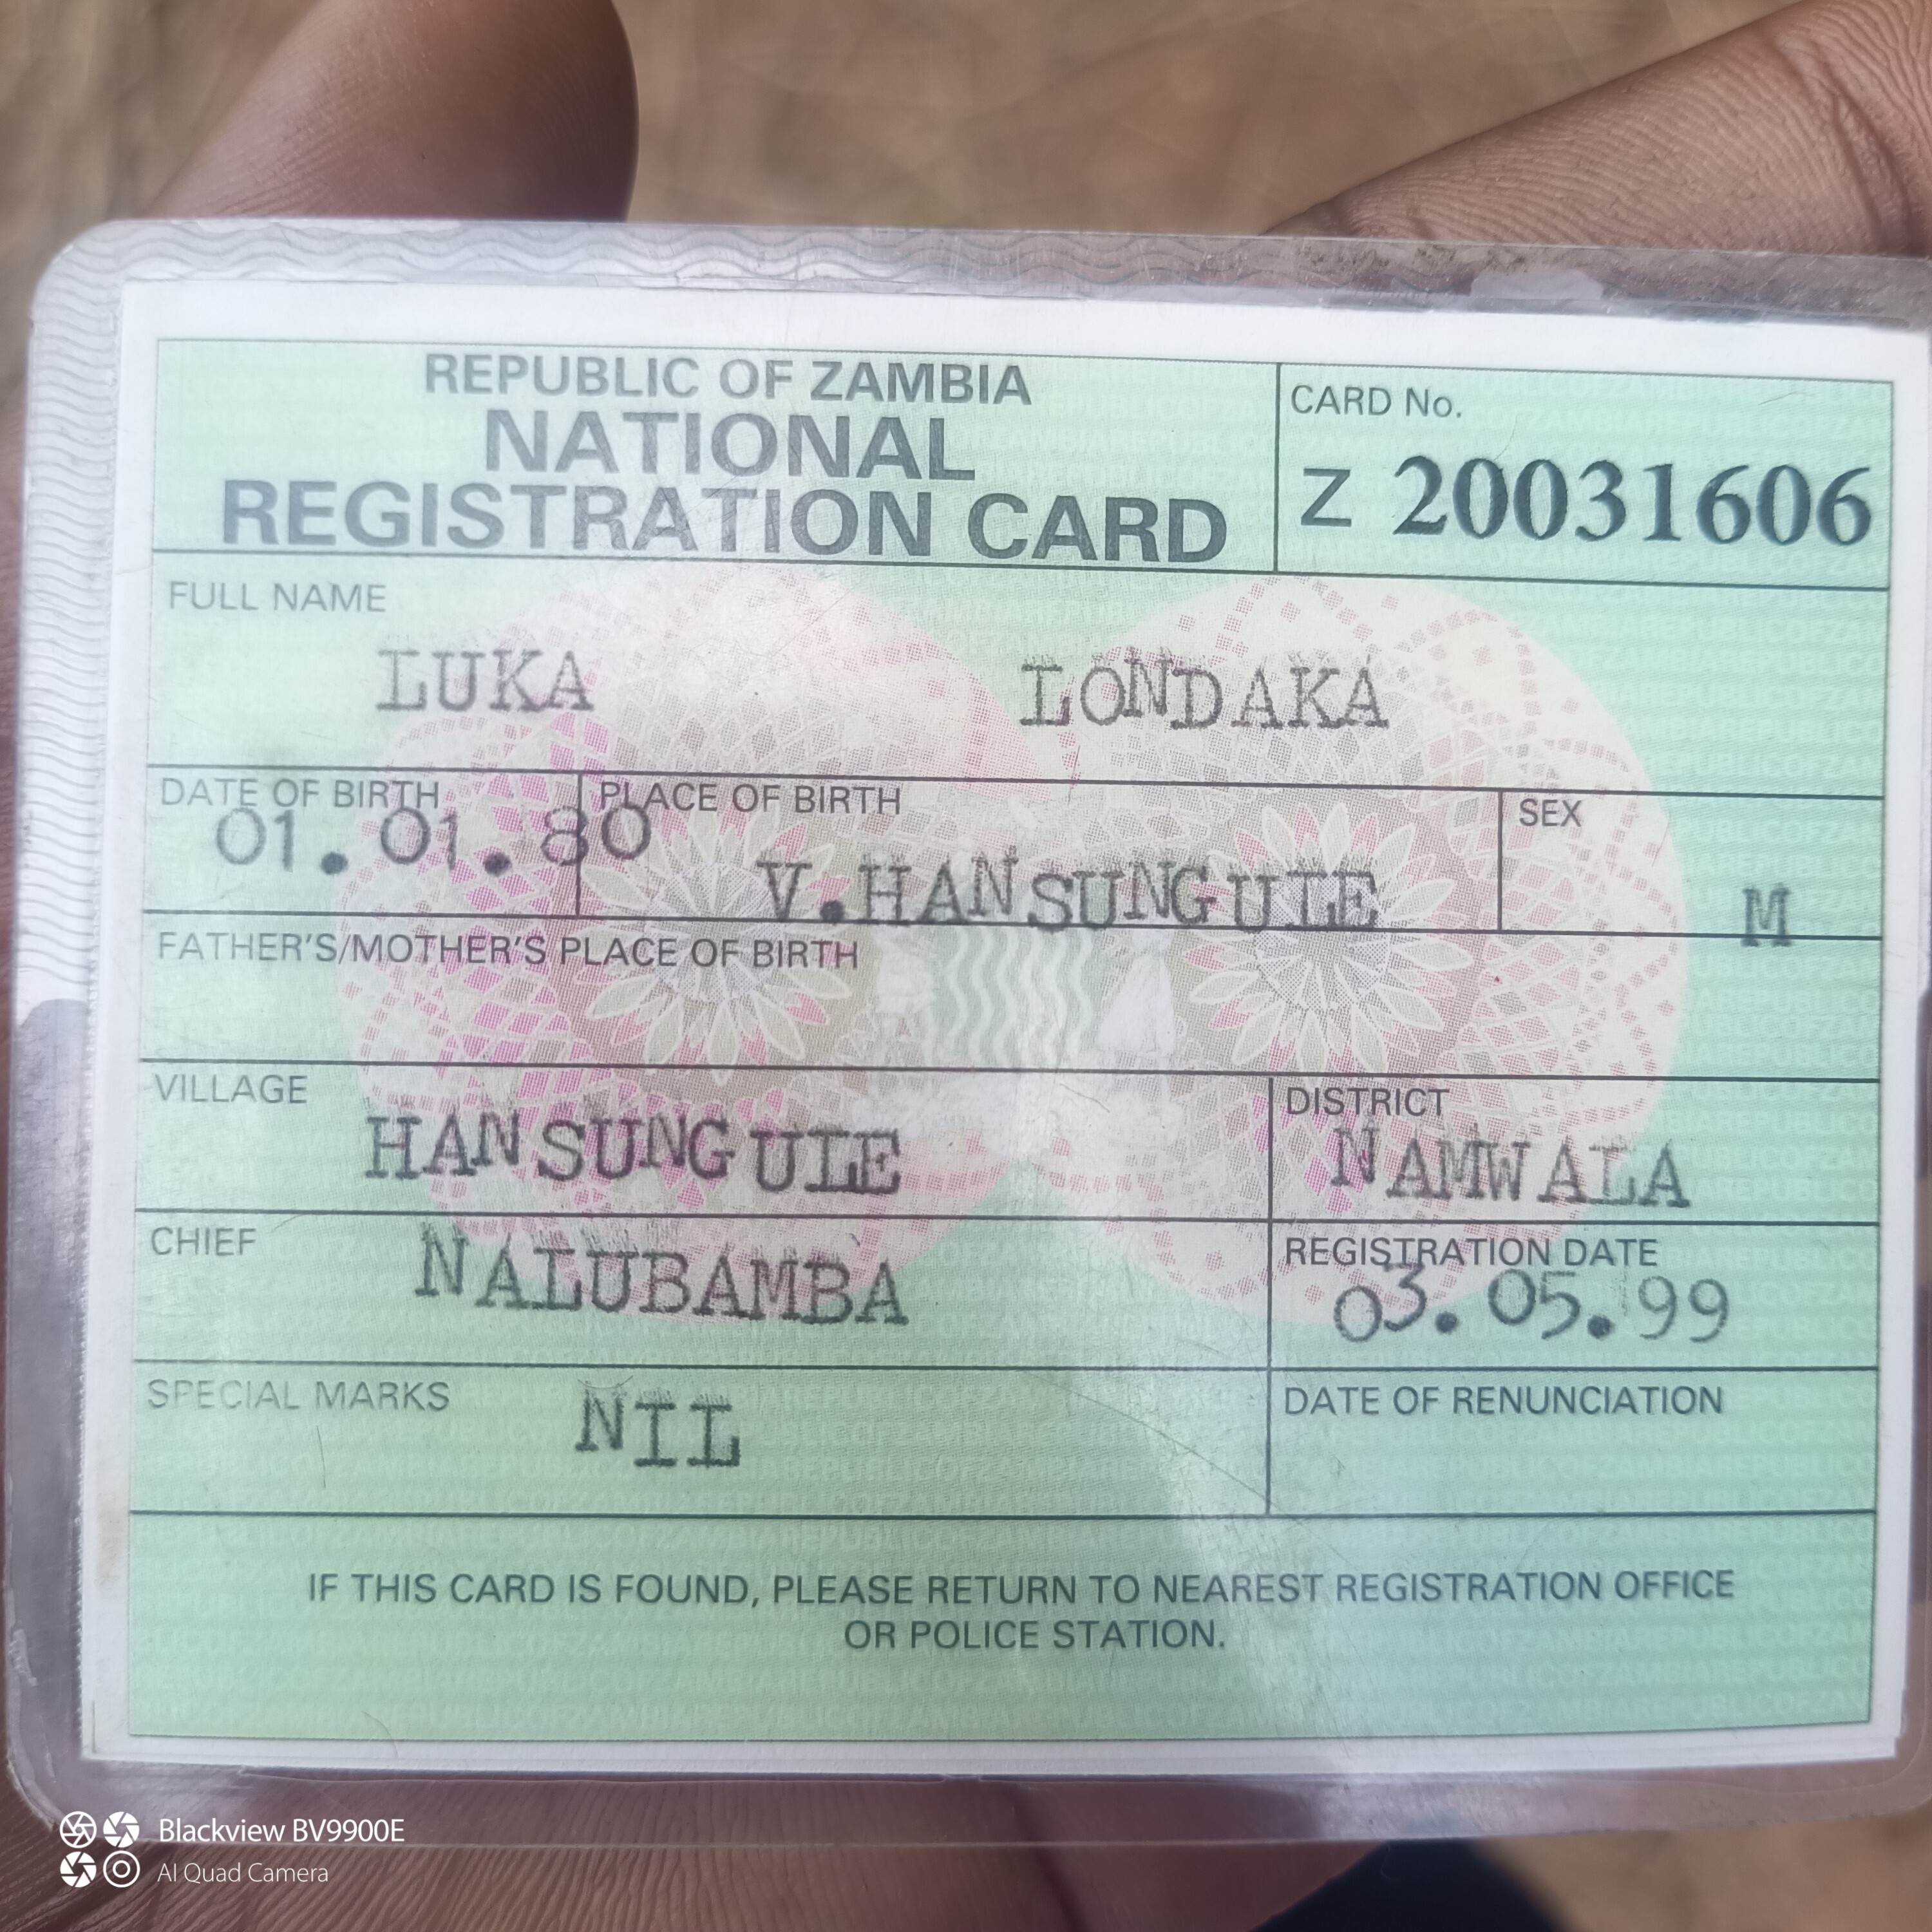 REPUBLIC OF ZAMBIA
NATIONAL
REGISTRATION CARD
CARD No.
Z 20031606
FULL NAME
LUKA LONDAKA
DATE OF BIRTH
01.01.80
PLACE OF BIRTH
V.HANSUNGULE
SEX
M
FATHER'S/MOTHER'S PLACE OF BIRTH
VILLAGE
HANSUNGULE
DISTRICT
NAMWALA
CHIEF
NALUBAMBA
REGISTRATION DATE
03.05.99
SPECIAL MARKS
NIL
DATE OF RENUNCIATION
IF THIS CARD IS FOUND, PLEASE RETURN TO NEAREST REGISTRATION OFFICE
OR POLICE STATION.
Blackview BV9900E
AI Quad Camera